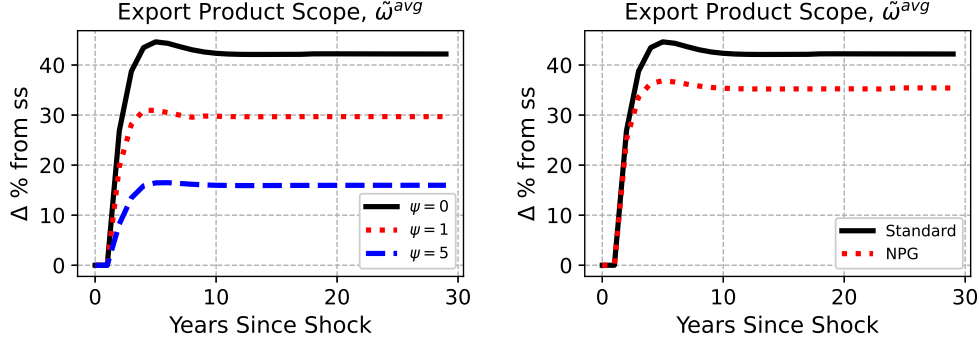 Export Product Scope, ω̃ᵃᵛᵍ
Δ % from ss
40
30
20
10
0
ψ = 0
ψ = 1
ψ = 5
0
10
20
30
Years Since Shock
Export Product Scope, ω̃ᵃᵛᵍ
Δ % from ss
40
30
20
10
0
Standard
NPG
0
10
20
30
Years Since Shock